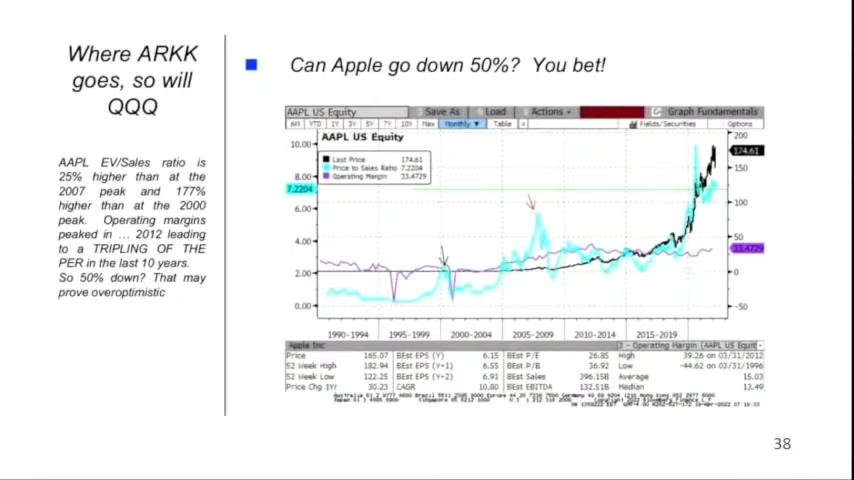 Where ARKK
goes, so will
QQQ
AAPL EV/Sales ratio is
25% higher than at the
2007 peak and 177%
higher than at the 2000
peak. Operating margins
peaked in ... 2012 leading
to a TRIPLING OF THE
PER in the last 10 years.
So 50% down? That may
prove overoptimistic
Can Apple go down 50%? You bet!
AAPL US Equity Save As Load Actions Graph Fundamentals
6M YTD 1Y 3Y 5Y 7Y 10Y Max Monthly ▼ Table Fields/Securities Options
AAPL US Equity
Last Price 174.61
Price to Sales Ratio 7.2204
Operating Margin 33.4729
10.00
8.00
7.2204
6.00
4.00
2.00
0.00
200
174.61
150
100
50
33.4729
0
-50
1990-1994 1995-1999 2000-2004 2005-2009 2010-2014 2015-2019
Apple Inc - Operating Margin (AAPL US Equit
Price 165.07 BEst EPS (Y) 6.15 BEst P/E 26.85 High 39.26 on 03/31/2012
52 Week High 182.94 BEst EPS (Y+1) 6.55 BEst P/B 36.92 Low -44.62 on 03/31/1996
52 Week Low 122.25 BEst EPS (Y+2) 6.91 BEst Sales 396.15B Average 15.03
Price Chg 1YR 30.23 CAGR 10.80 BEst EBITDA 132.51B Median 13.49
38